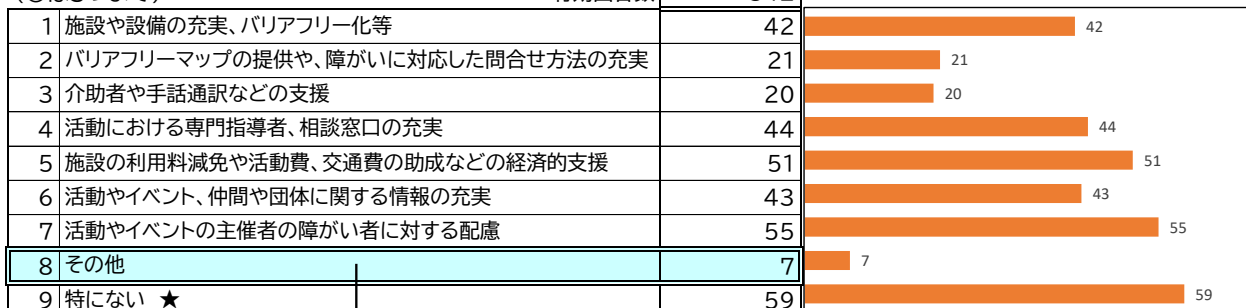 1 施設や設備の充実、バリアフリー化等 42 42
2 バリアフリーマップの提供や、障がいに対応した問合せ方法の充実 21 21
3 介助者や手話通訳などの支援 20 20
4 活動における専門指導者、相談窓口の充実 44 44
5 施設の利用料減免や活動費、交通費の助成などの経済的支援 51 51
6 活動やイベント、仲間や団体に関する情報の充実 43 43
7 活動やイベントの主催者の障がい者に対する配慮 55 55
8 その他 7 7
9 特にない ★ 59 59